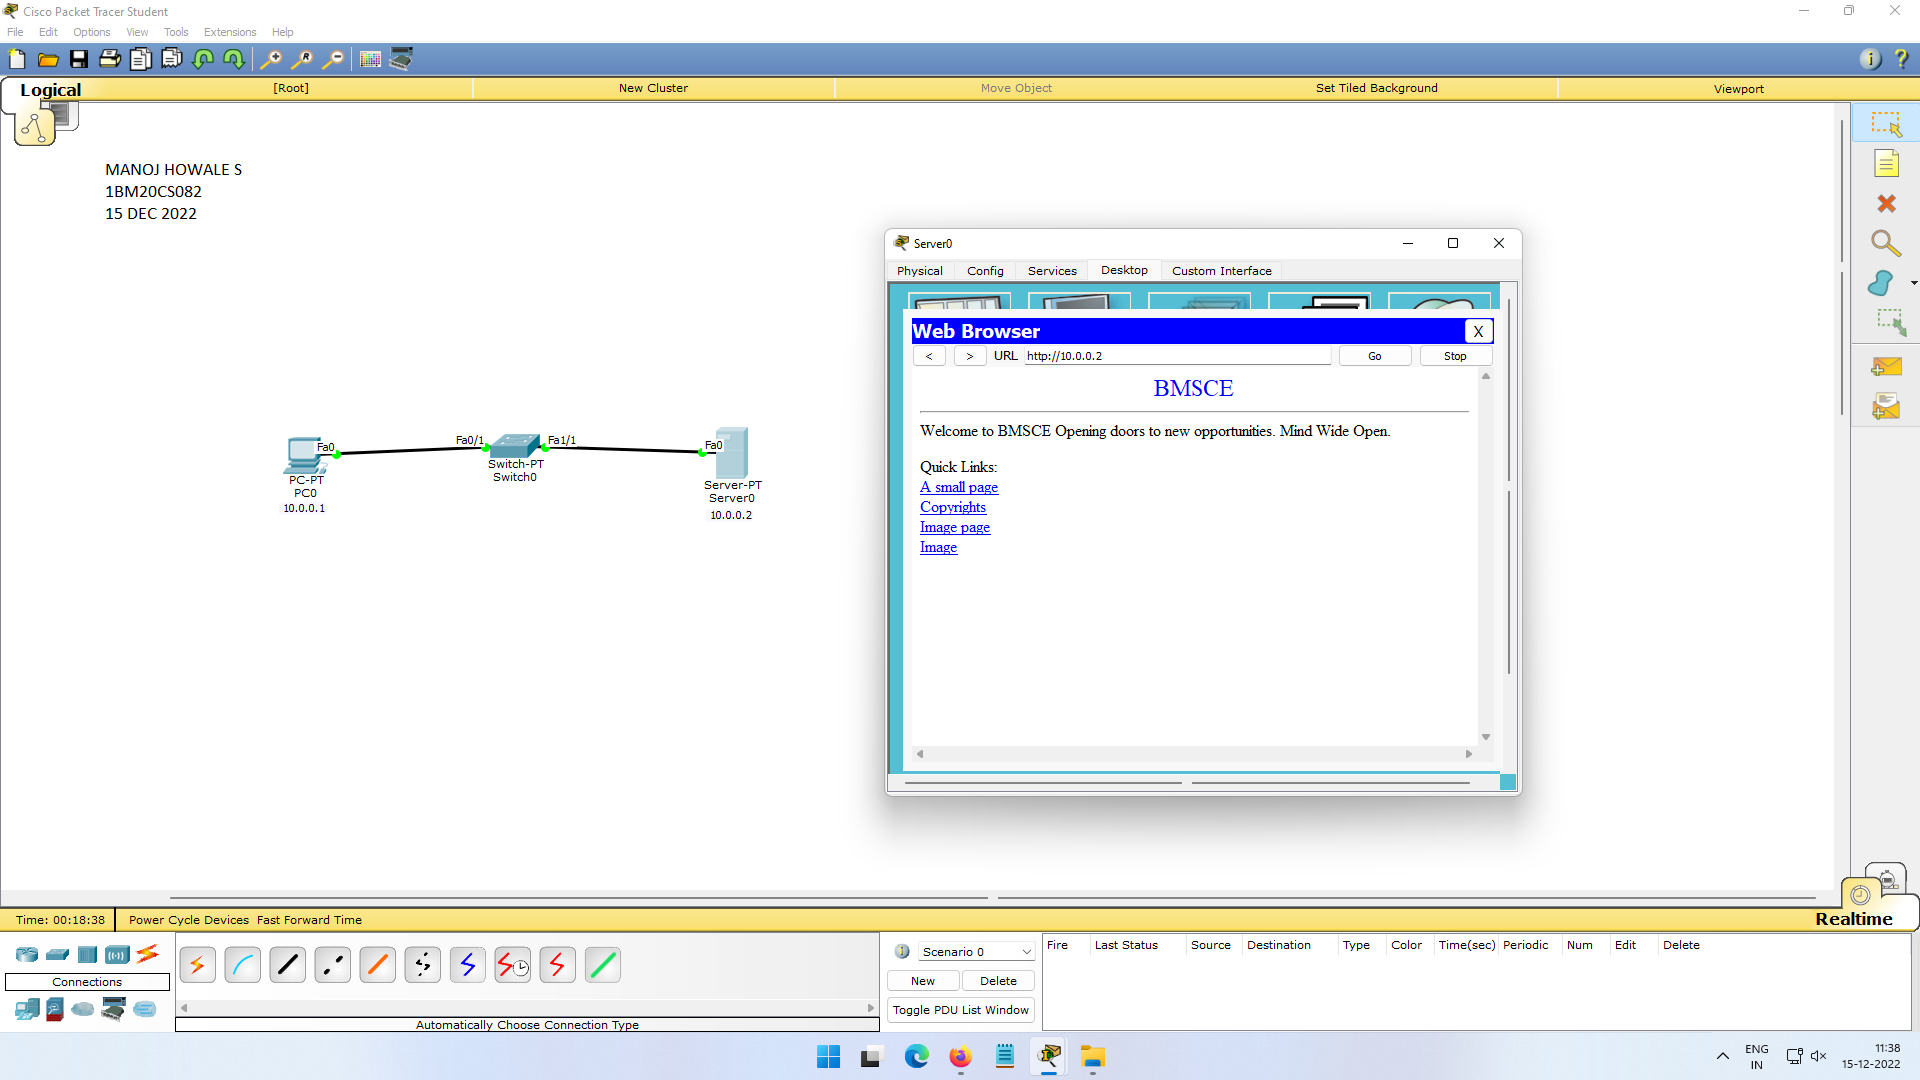 Cisco Packet Tracer Student
File Edit Options View Tools Extensions Help
Logical [Root] New Cluster Move Object Set Tiled Background Viewport
MANOJ HOWALE S
1BM20CS082
15 DEC 2022
Server0
Physical Config Services Desktop Custom Interface
Web Browser X
< > URL http://10.0.0.2 Go Stop
BMSCE
Welcome to BMSCE Opening doors to new opportunities. Mind Wide Open.
Quick Links:
A small page
Copyrights
Image page
Image
Fa0 Fa0/1 Fa1/1 Fa0
PC-PT
PC0
10.0.0.1
Switch-PT
Switch0
Server-PT
Server0
10.0.0.2
Time: 00:18:38 Power Cycle Devices Fast Forward Time Realtime
Connections
Automatically Choose Connection Type
Scenario 0
New Delete
Toggle PDU List Window
Fire Last Status Source Destination Type Color Time(sec) Periodic Num Edit Delete
ENG
IN
11:38
15-12-2022